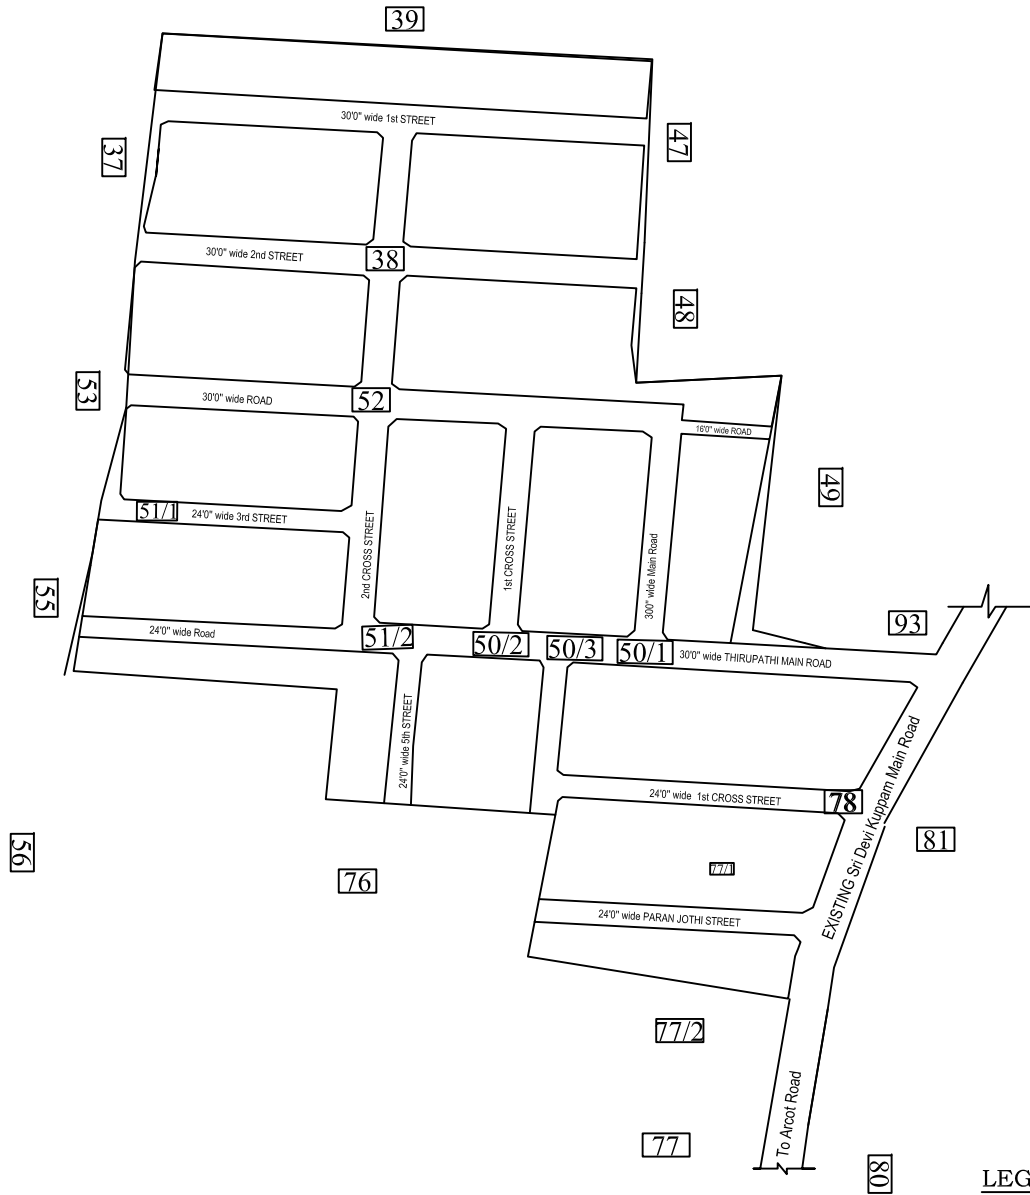 39
30'0" wide 1st STREET
37
47
30'0" wide 2nd STREET
38
48
53
30'0" wide ROAD
52
16'0" wide ROAD
49
51/1
24'0" wide 3rd STREET
2nd CROSS STREET
1st CROSS STREET
300" wide Main Road
55
24'0" wide Road
51/2
50/2
50/3
50/1
30'0" wide THIRUPATHI MAIN ROAD
93
24'0" wide 5th STREET
24'0" wide 1st CROSS STREET
78
EXISTING Sri Devi Kuppam Main Road
81
56
76
77/1
24'0" wide PARAN JOTHI STREET
77/2
To Arcot Road
77
80
LEG